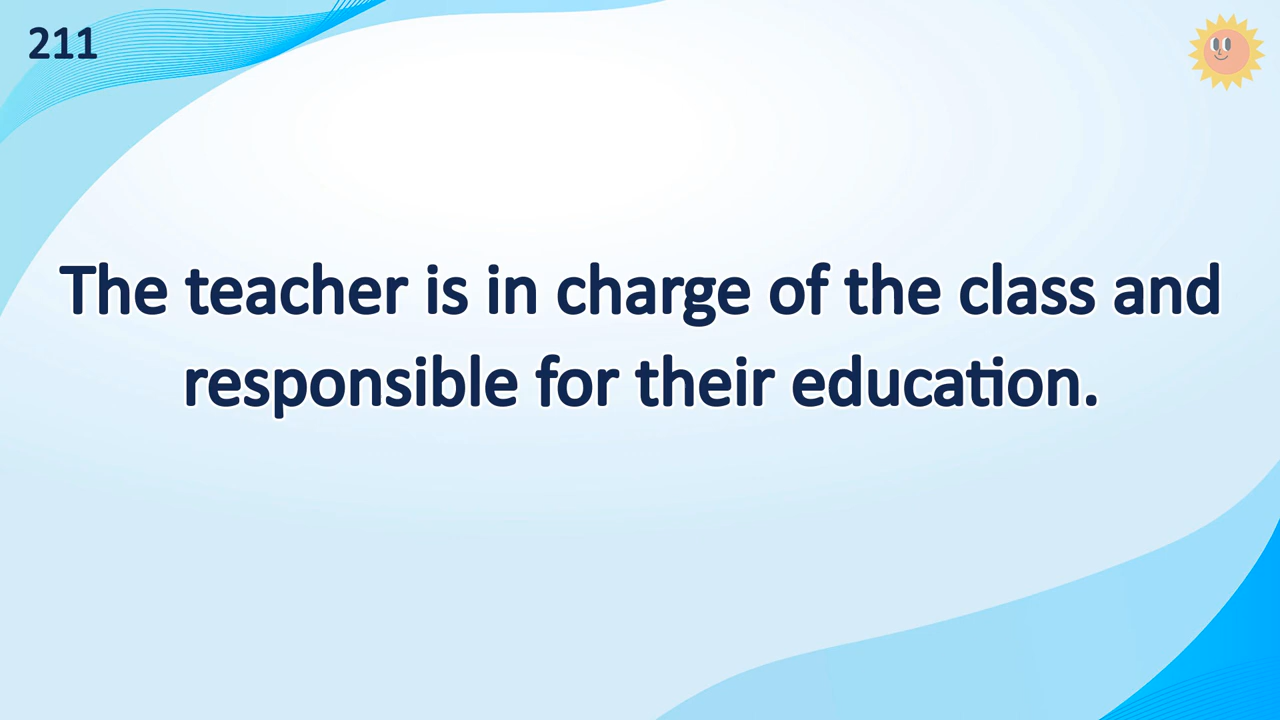 211
The teacher is in charge of the class and
responsible for their education.